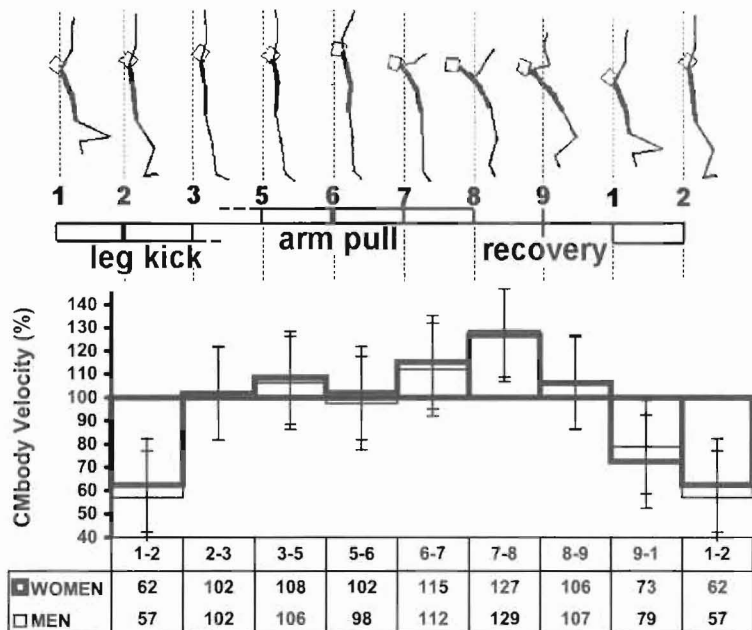 1 2 3 5 6 7 8 9 1 2
leg kick arm pull recovery
CMbody Velocity (%)
140
130
120
110
100
90
80
70
60
50
40
1-2 2-3 3-5 5-6 6-7 7-8 8-9 9-1 1-2
WOMEN 62 102 108 102 115 127 106 73 62
MEN 57 102 106 98 112 129 107 79 57